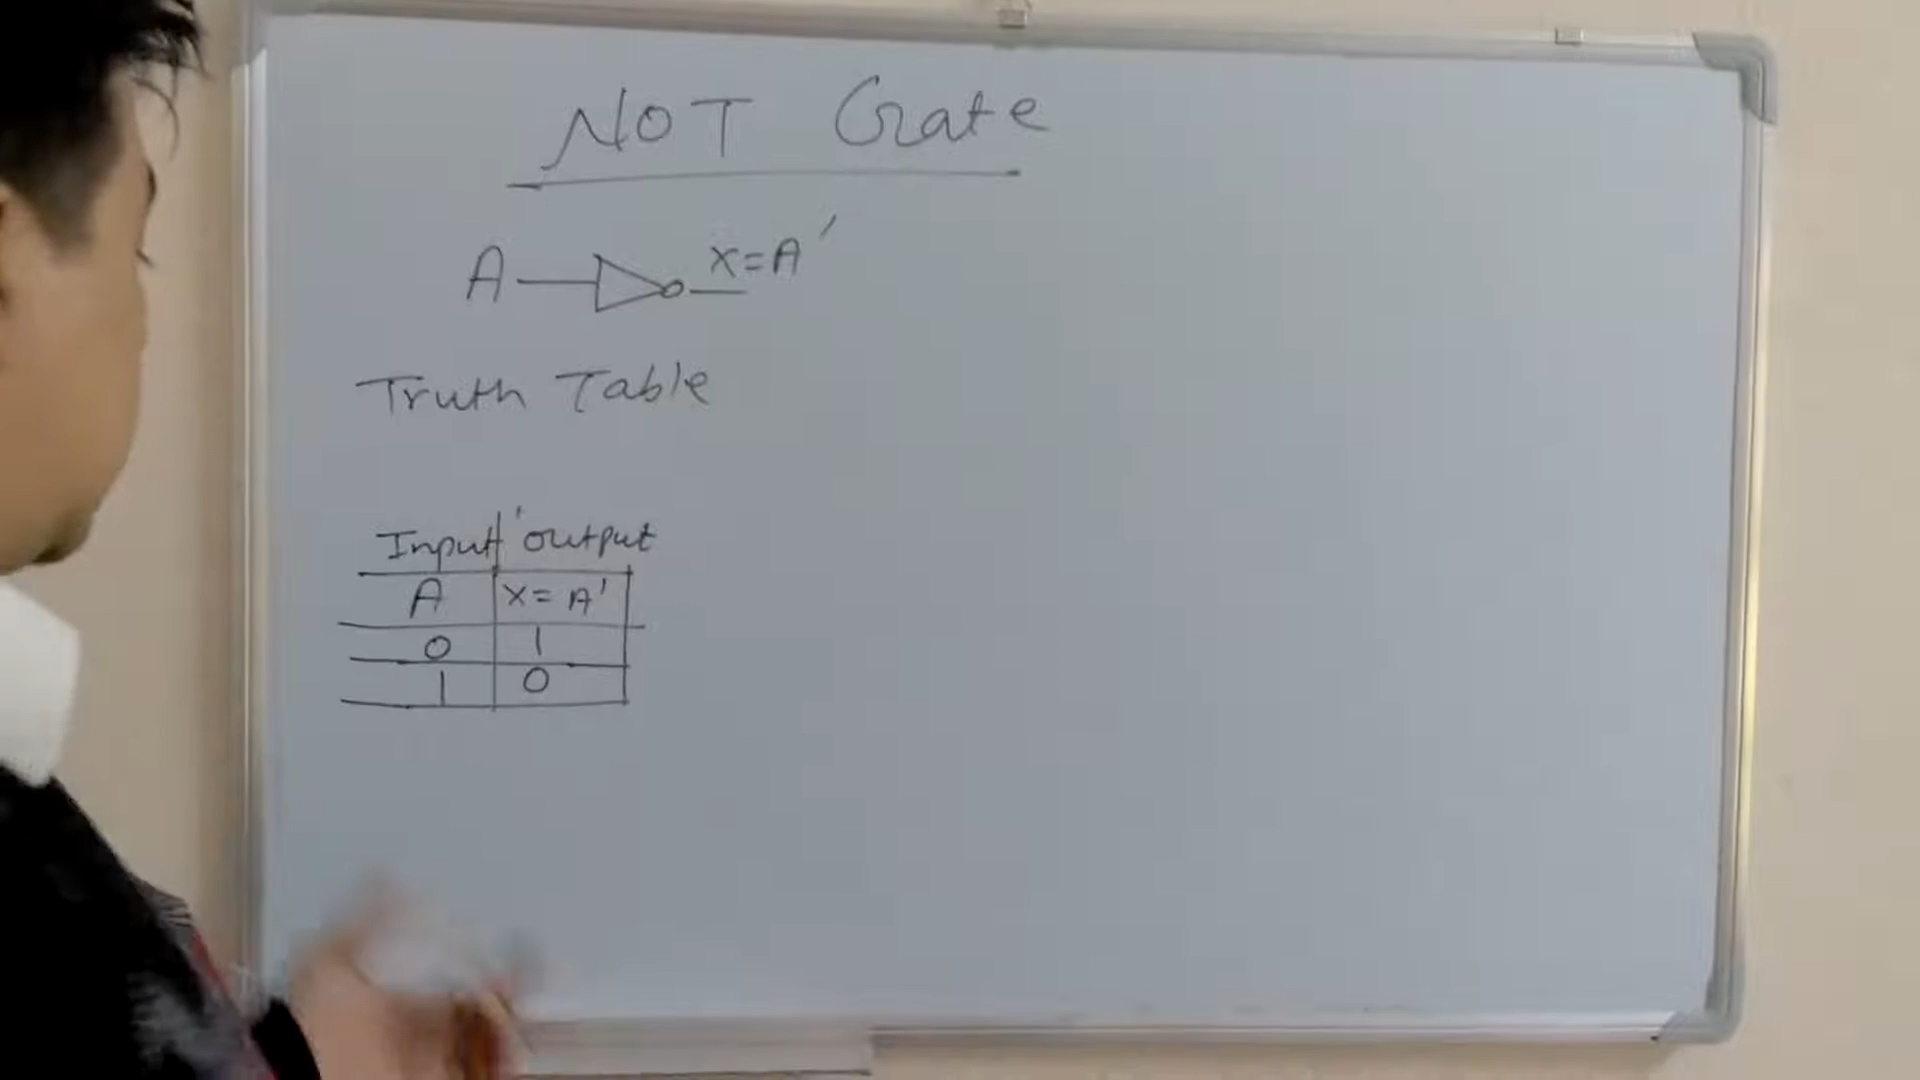 NOT Gate
A x=A'
Truth Table
Input output
A x=A'
0 1
1 0